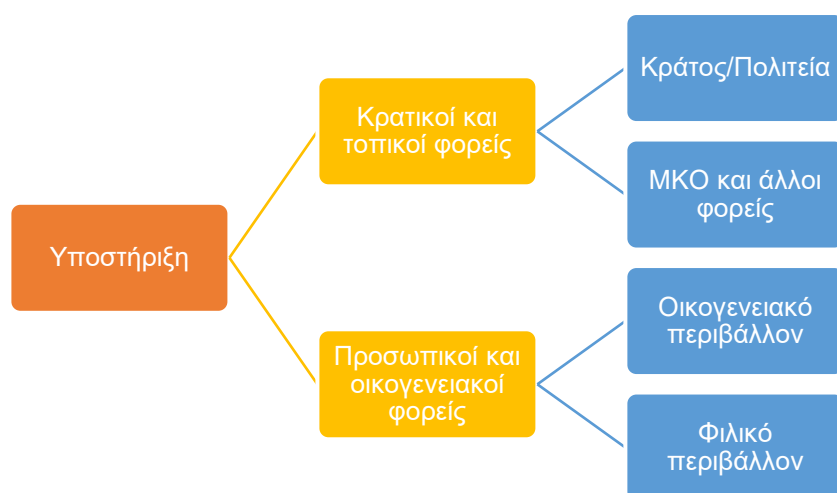 Υποστήριξη
Κρατικοί και
τοπικοί φορείς
Κράτος/Πολιτεία
ΜΚΟ και άλλοι
φορείς
Προσωπικοί και
οικογενειακοί
φορείς
Οικογενειακό
περιβάλλον
Φιλικό
περιβάλλον